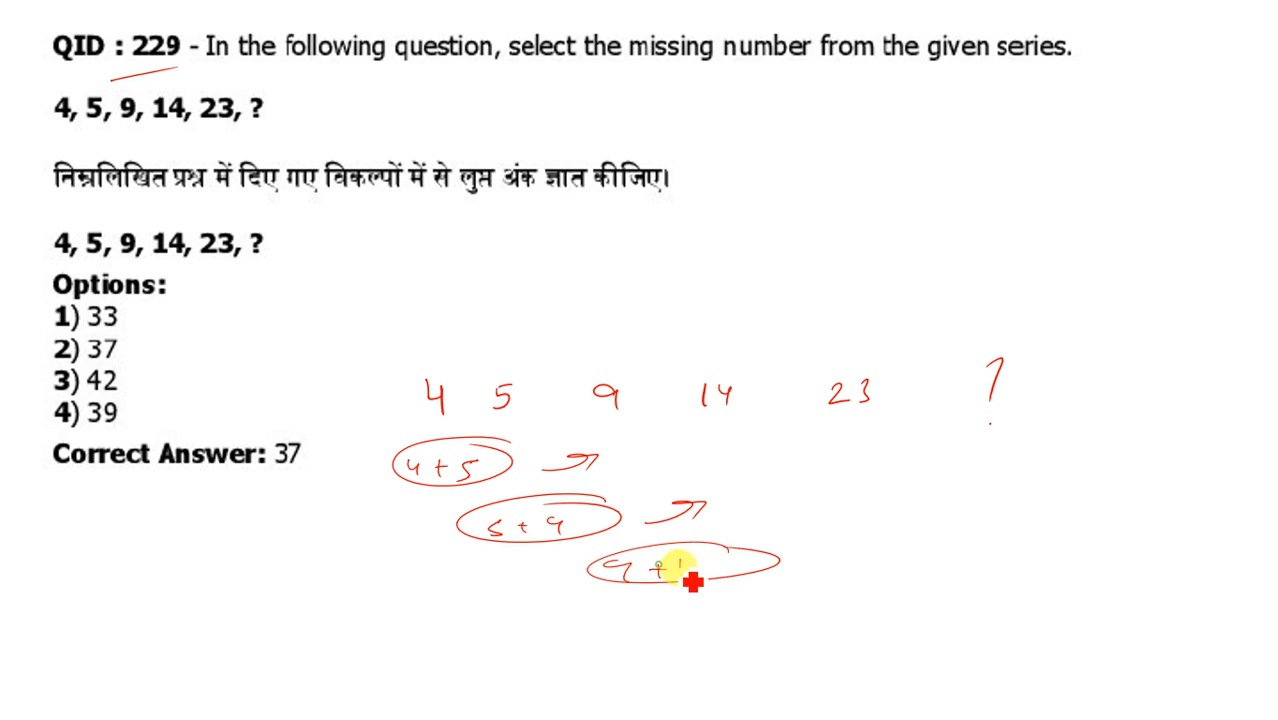 QID : 229 - In the following question, select the missing number from the given series.
4, 5, 9, 14, 23, ?
निम्नलिखित प्रश्न में दिए गए विकल्पों में से लुप्त अंक ज्ञात कीजिए।
4, 5, 9, 14, 23, ?
Options:
1) 33
2) 37
3) 42
4) 39
Correct Answer: 37
4 5 9 14 23 ?
4 + 5
5 + 9
9 +